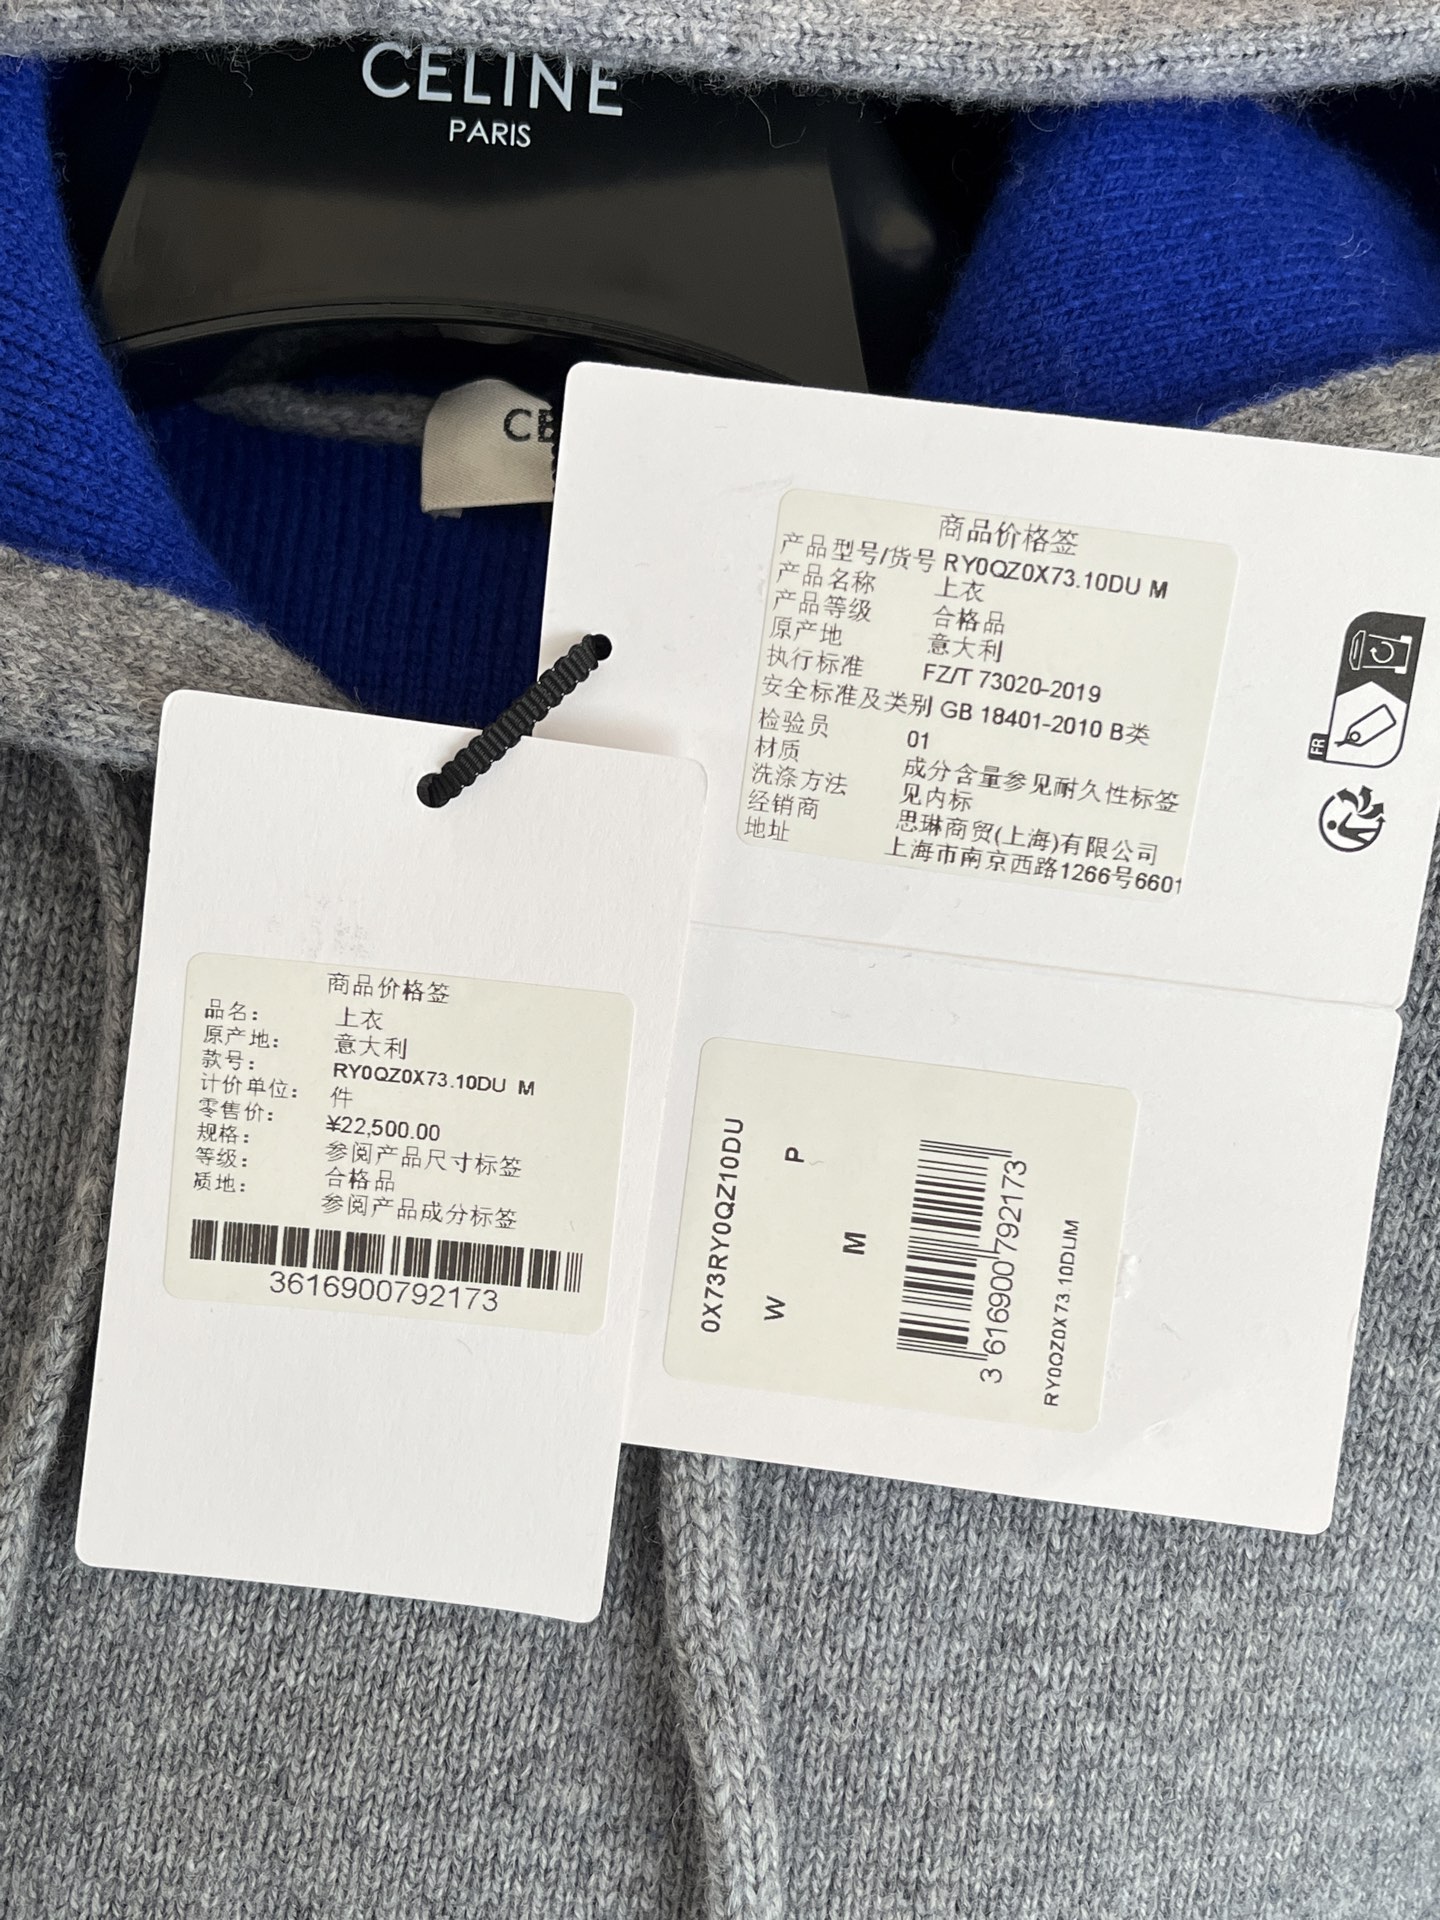 CELINE
PARIS
CE
商品价格签
产品型号/货号 RY0QZ0X73.10DU M
产品名称 上衣
产品等级 合格品
原产地 意大利
执行标准 FZ/T 73020-2019
安全标准及类别 GB 18401-2010 B类
检验员 01
材质 成分含量参见耐久性标签
洗涤方法 见内标
经销商 思琳商贸(上海)有限公司
地址 上海市南京西路1266号6601
FR
商品价格签
品名: 上衣
原产地: 意大利
款号: RY0QZ0X73.10DU M
计价单位: 件
零售价: ¥22,500.00
规格: 参阅产品尺寸标签
等级: 合格品
质地: 参阅产品成分标签
3616900792173
0X73RY0QZ10DU
W P
M
3 616900 792173
RY0QZ0X73.10DUM